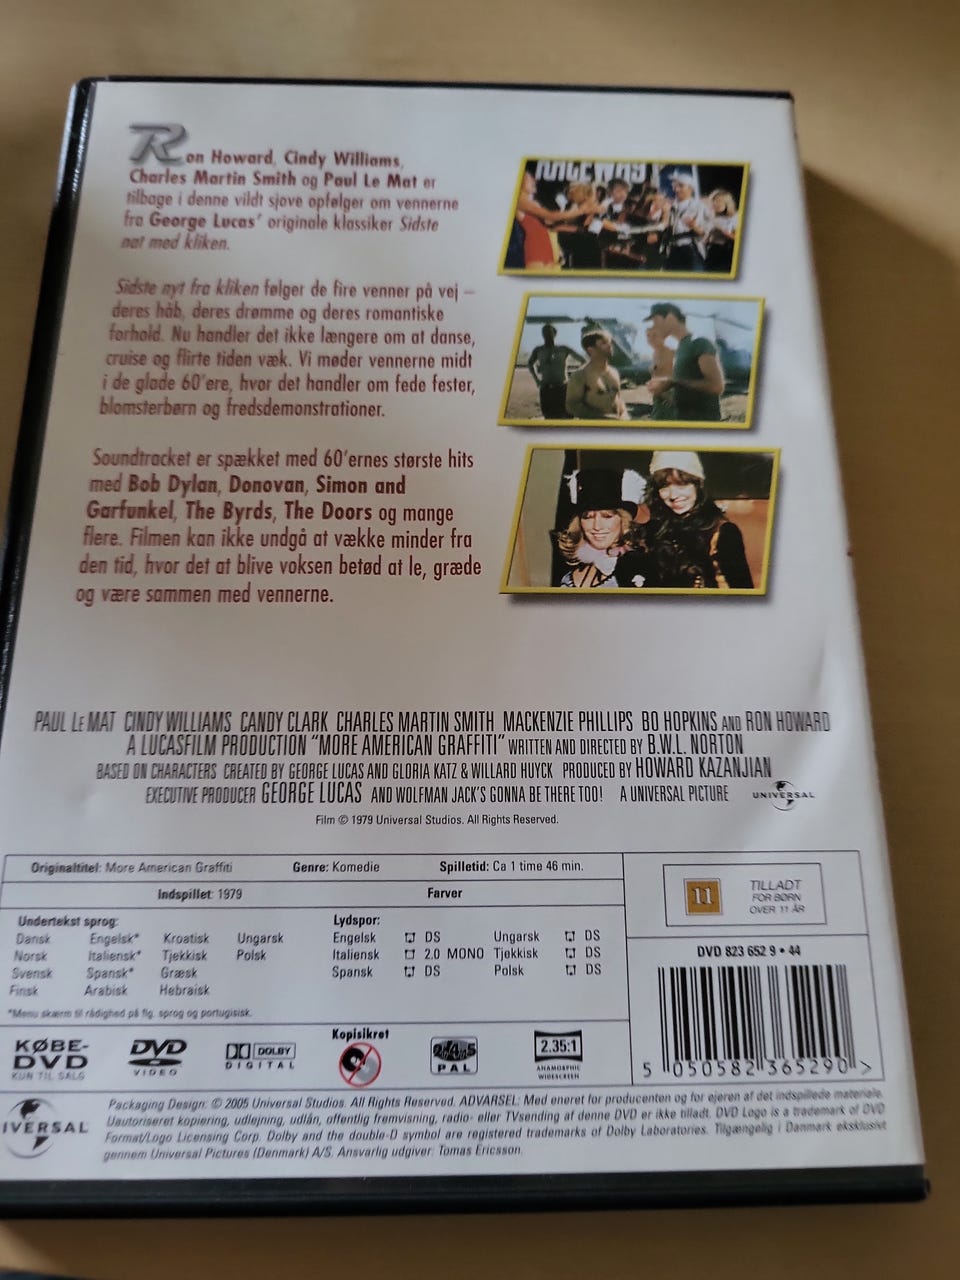 Ron Howard, Cindy Williams,
Charles Martin Smith og Paul Le Mat er
tilbage i denne vildt sjove opfølger om vennerne
fra George Lucas' originale klassiker Sidste
nat med kliken.
Sidste nyt fra kliken følger de fire venner på vej –
deres håb, deres drømme og deres romantiske
forhold. Nu handler det ikke længere om at danse,
cruise og flirte tiden væk. Vi møder vennerne midt
i de glade 60'ere, hvor det handler om fede fester,
blomsterbørn og fredsdemonstrationer.
Soundtracket er spækket med 60'ernes største hits
med Bob Dylan, Donovan, Simon and
Garfunkel, The Byrds, The Doors og mange
flere. Filmen kan ikke undgå at vække minder fra
den tid, hvor det at blive voksen betød at le, græde
og være sammen med vennerne.
RACEWAY
PAUL LE MAT CINDY WILLIAMS CANDY CLARK CHARLES MARTIN SMITH MACKENZIE PHILLIPS BO HOPKINS AND RON HOWARD
A LUCASFILM PRODUCTION "MORE AMERICAN GRAFFITI" WRITTEN AND DIRECTED BY B.W.L. NORTON
BASED ON CHARACTERS CREATED BY GEORGE LUCAS AND GLORIA KATZ & WILLARD HUYCK PRODUCED BY HOWARD KAZANJIAN
EXECUTIVE PRODUCER GEORGE LUCAS AND WOLFMAN JACK'S GONNA BE THERE TOO! A UNIVERSAL PICTURE UNIVERSAL
Film © 1979 Universal Studios. All Rights Reserved.
Originaltitel: More American Graffiti Genre: Komedie Spilletid: Ca 1 time 46 min.
Indspillet: 1979 Farver
Undertekst sprog:
Dansk Engelsk* Kroatisk Ungarsk
Norsk Italiensk* Tjekkisk Polsk
Svensk Spansk* Græsk
Finsk Arabisk Hebraisk
*Menu skærm til rådighed på flg. sprog og portugisisk.
Lydspor:
Engelsk DS Ungarsk DS
Italiensk 2.0 MONO Tjekkisk DS
Spansk DS Polsk DS
11 TILLADT
FOR BØRN
OVER 11 ÅR
DVD 823 652 9 • 44
5 050582 365290 >
KØBE-
DVD
KUN TIL SALG
DVD
VIDEO
DOLBY
DIGITAL
Kopisikret
2 4 5
PAL
2.35:1
ANAMORPHIC
WIDESCREEN
IVERSAL
Packaging Design: © 2005 Universal Studios. All Rights Reserved. ADVARSEL: Med eneret for producenten og for ejeren af det indspillede materiale.
Uautoriseret kopiering, udlejning, udlån, offentlig fremvisning, radio- eller TVsending af denne DVD er ikke tilladt. DVD Logo is a trademark of DVD
Format/Logo Licensing Corp. Dolby and the double-D symbol are registered trademarks of Dolby Laboratories. Tilgængelig i Danmark eksklusivt
gennem Universal Pictures (Denmark) A/S. Ansvarlig udgiver: Tomas Ericsson.